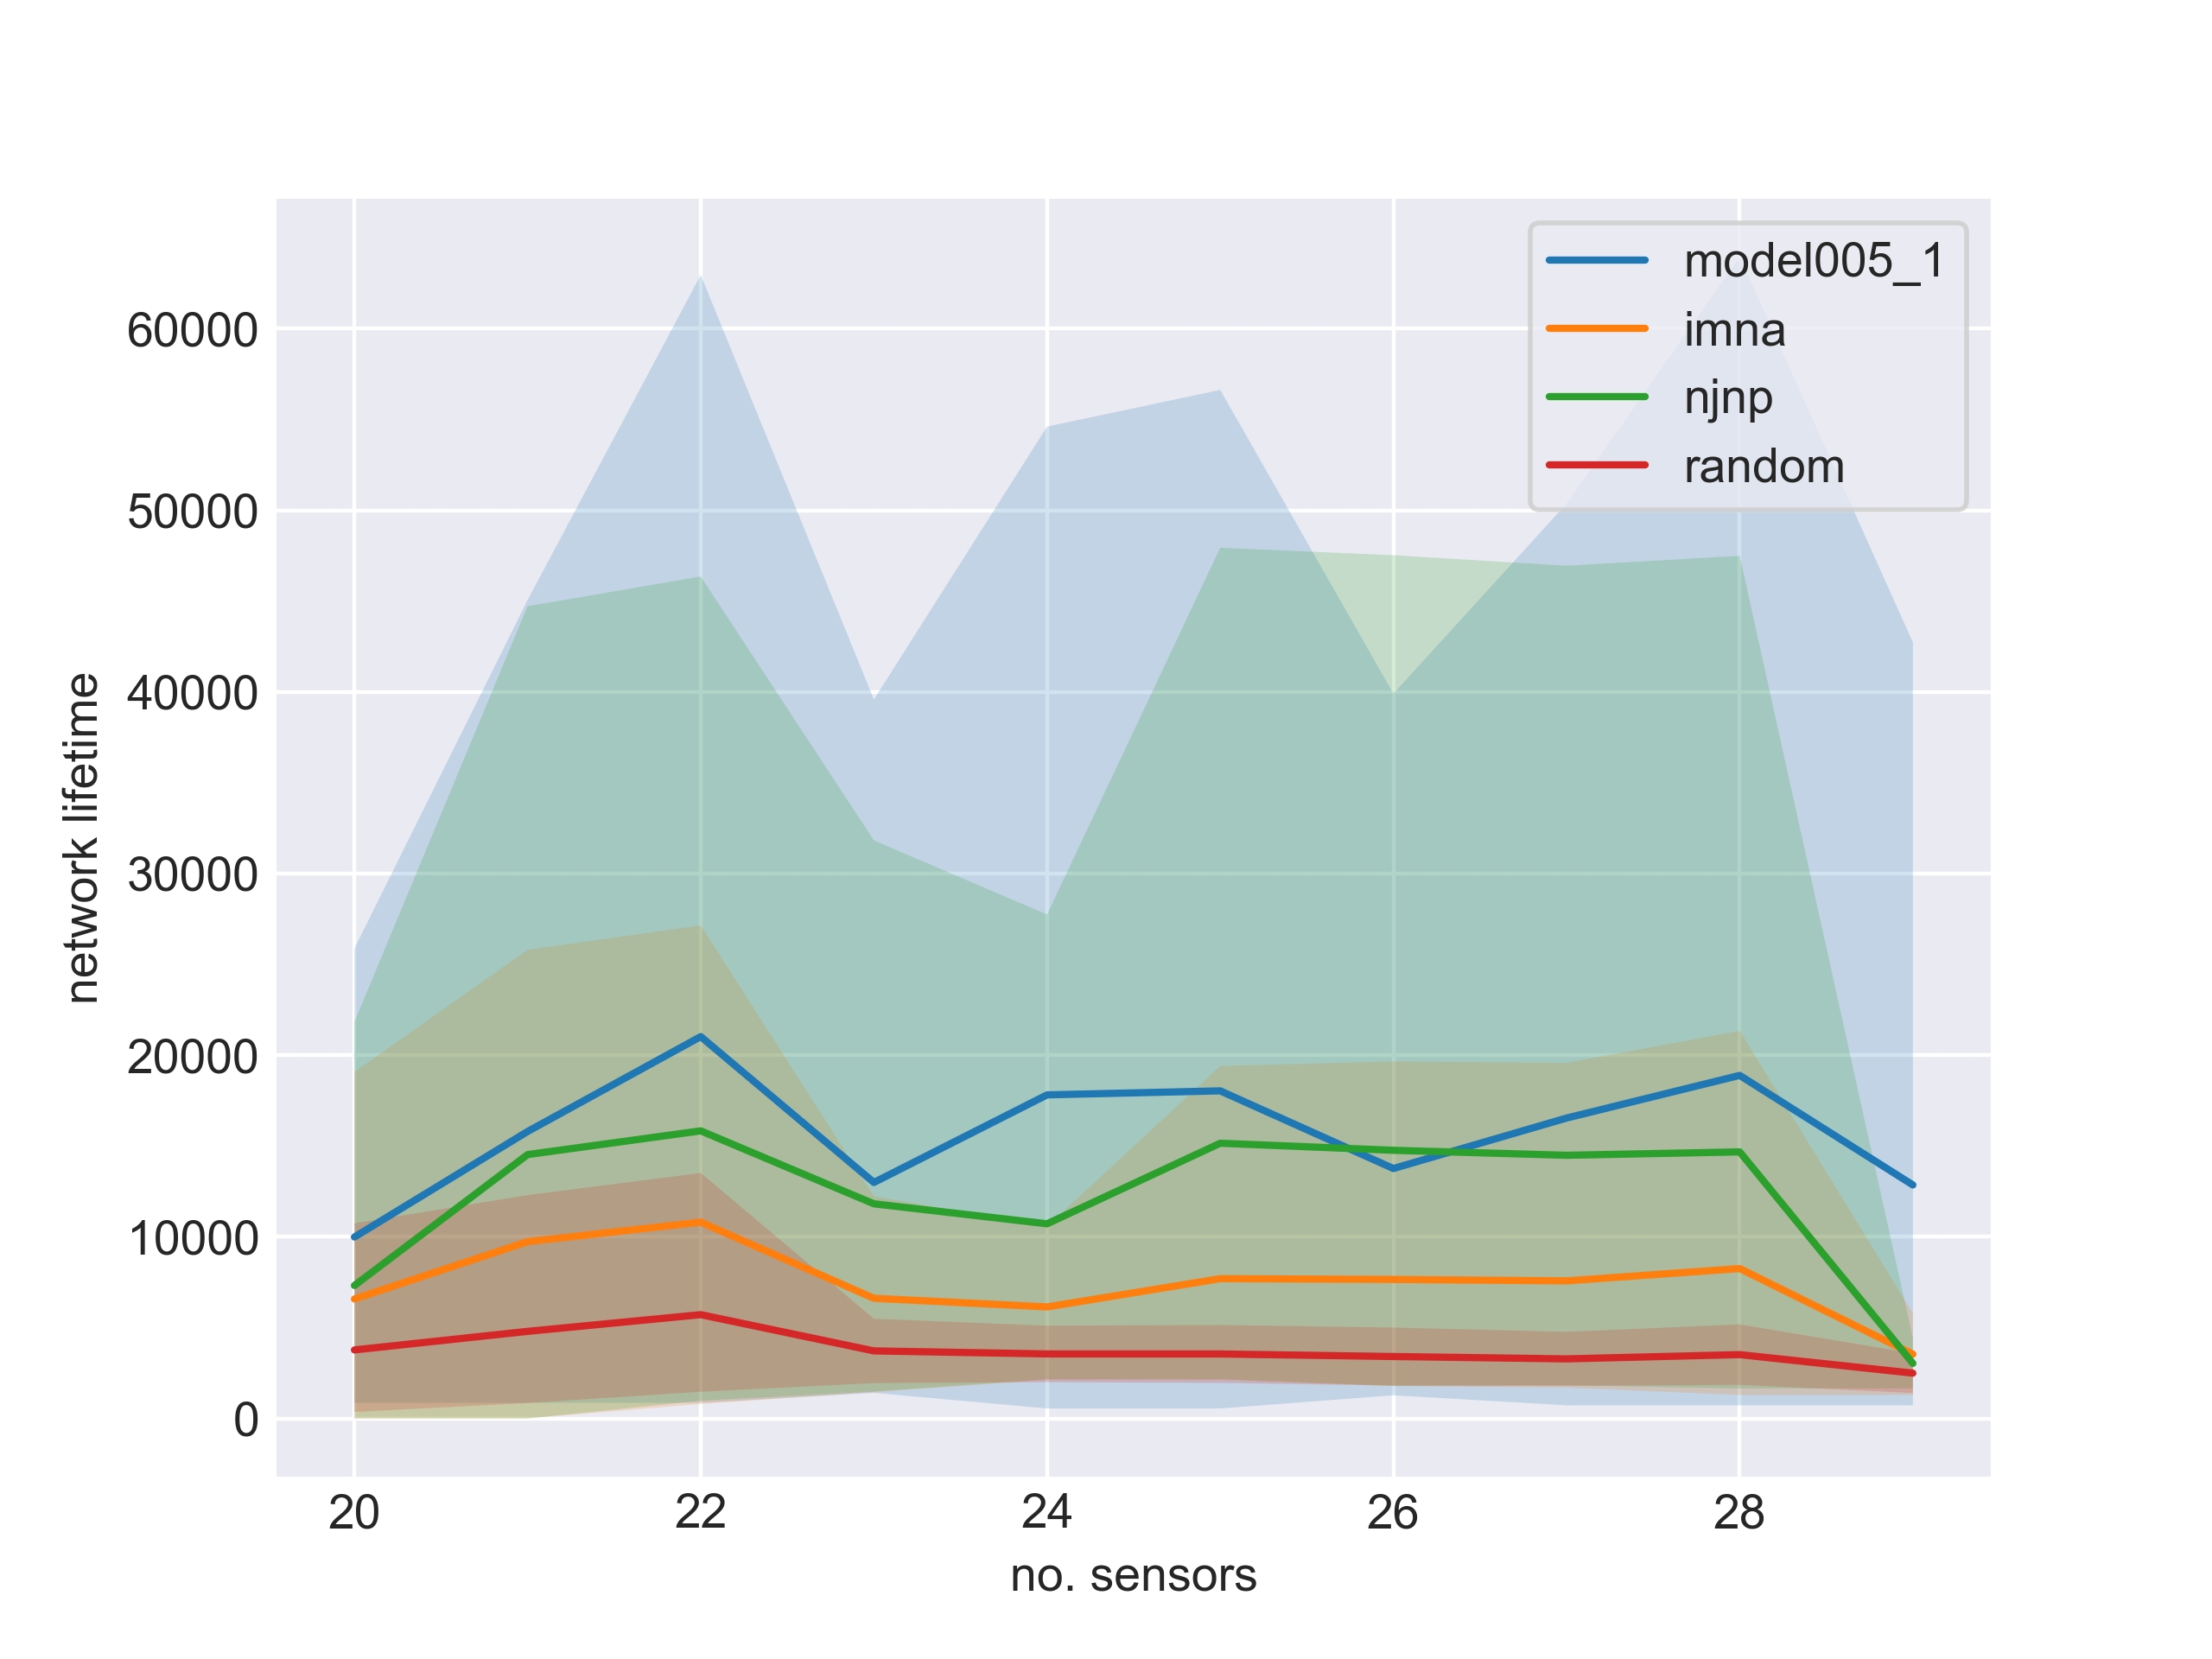 model005_1
imna
njnp
random
60000
50000
40000
30000
20000
10000
0
network lifetime
20 22 24 26 28
no. sensors